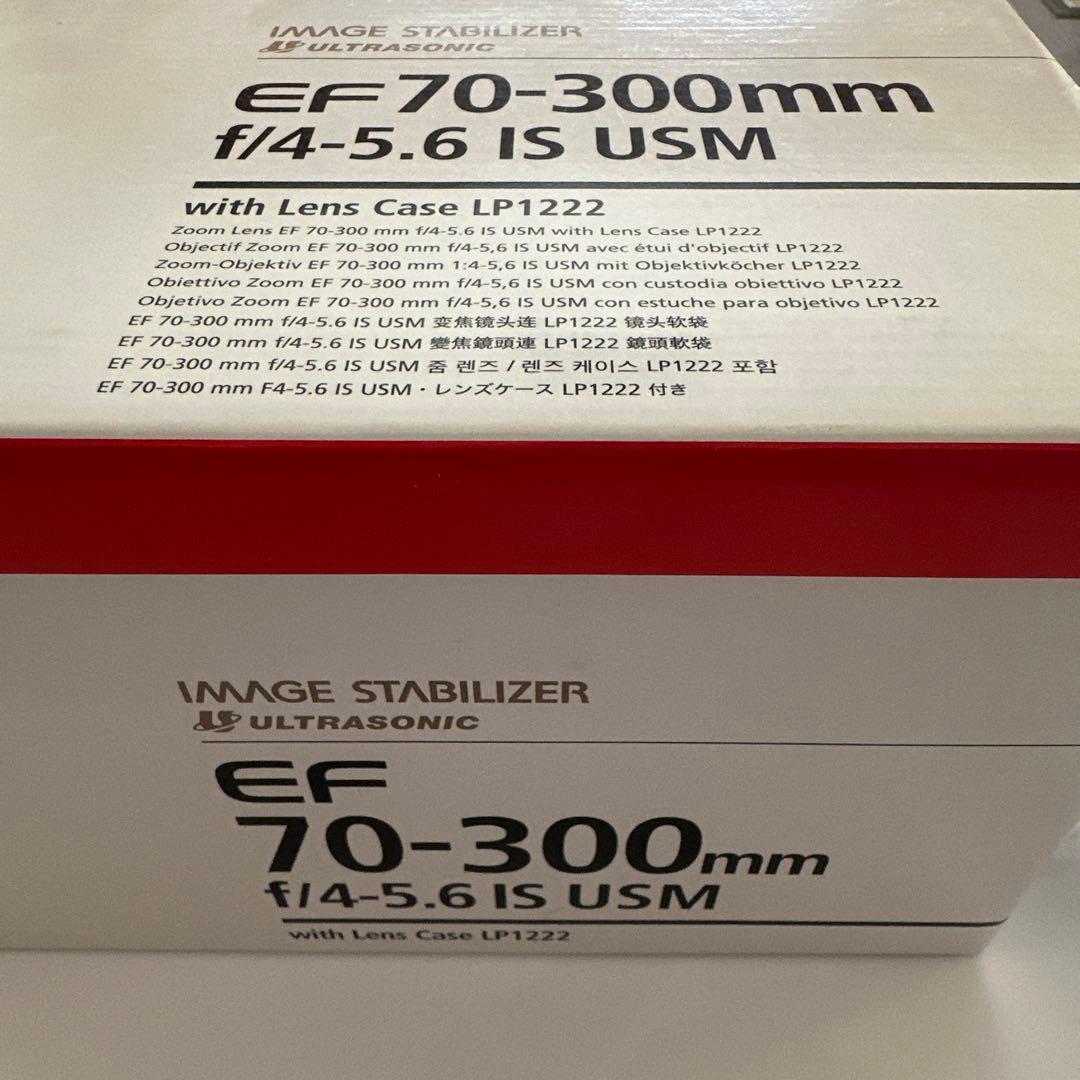 IMAGE STABILIZER
ULTRASONIC
EF 70-300mm
f/4-5.6 IS USM
with Lens Case LP1222
Zoom Lens EF 70-300 mm f/4-5.6 IS USM with Lens Case LP1222
Objectif Zoom EF 70-300 mm f/4-5,6 IS USM avec étui d'objectif LP1222
Zoom-Objektiv EF 70-300 mm 1:4-5,6 IS USM mit Objektivköcher LP1222
Obiettivo Zoom EF 70-300 mm f/4-5,6 IS USM con custodia obiettivo LP1222
Objetivo Zoom EF 70-300 mm f/4-5,6 IS USM con estuche para objetivo LP1222
EF 70-300 mm f/4-5.6 IS USM 变焦镜头连 LP1222 镜头软袋
EF 70-300 mm f/4-5.6 IS USM 變焦鏡頭連 LP1222 鏡頭軟袋
EF 70-300 mm f/4-5.6 IS USM 줌 렌즈 / 렌즈 케이스 LP1222 포함
EF 70-300 mm F4-5.6 IS USM・レンズケース LP1222 付き
IMAGE STABILIZER
ULTRASONIC
EF
70-300mm
f/4-5.6 IS USM
with Lens Case LP1222